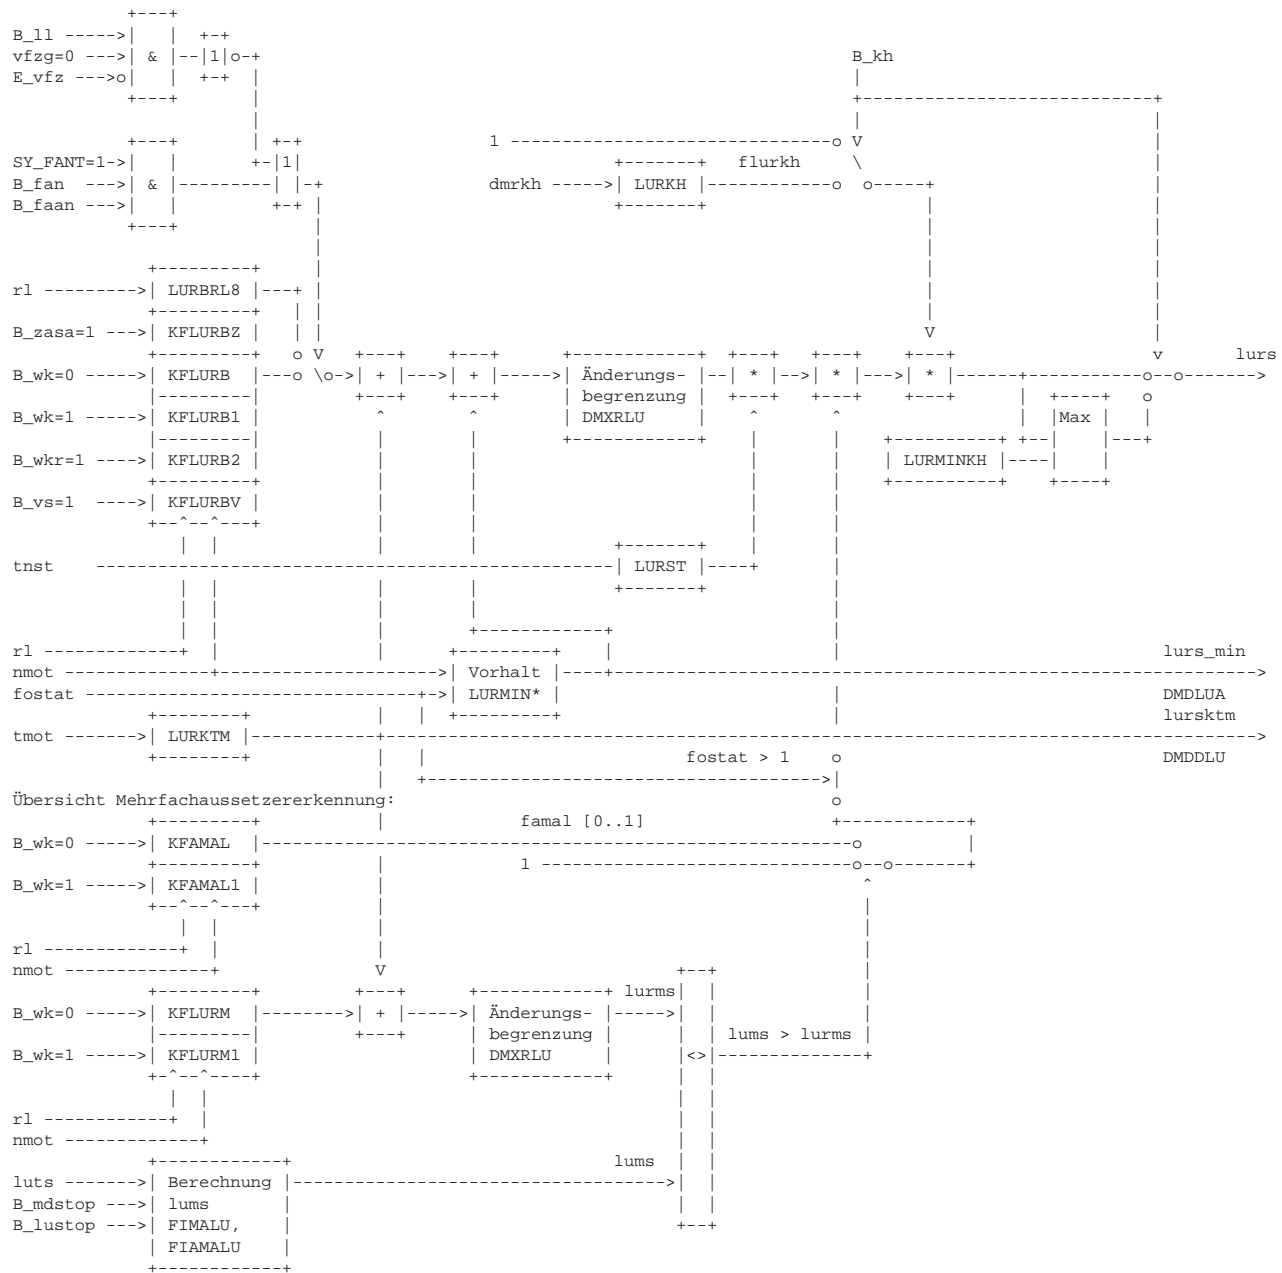 B_ll
vfzg=0 & 1 B_kh
E_vfz
1
SY_FANT=1 1 flurkh
B_fan & dmrkh LURKH
B_faan
rl LURBRL8
B_zasa=1 KFLURBZ
lurs
B_wk=0 KFLURB + + Änderungs- * * *
begrenzung
B_wk=1 KFLURB1 DMXRLU Max
B_wkr=1 KFLURB2 LURMINKH
B_vs=1 KFLURBV
tnst LURST
rl lurs_min
nmot Vorhalt
fostat LURMIN* DMDLUA
lursktm
tmot LURKTM
fostat > 1 DMDDLU
Übersicht Mehrfachaussetzererkennung:
famal [0..1]
B_wk=0 KFAMAL
1
B_wk=1 KFAMAL1
rl
nmot
lurms
B_wk=0 KFLURM + Änderungs-
begrenzung lums > lurms
B_wk=1 KFLURM1 DMXRLU <>
rl
nmot
lums
luts Berechnung
B_mdstop lums
B_lustop FIMALU,
FIAMALU